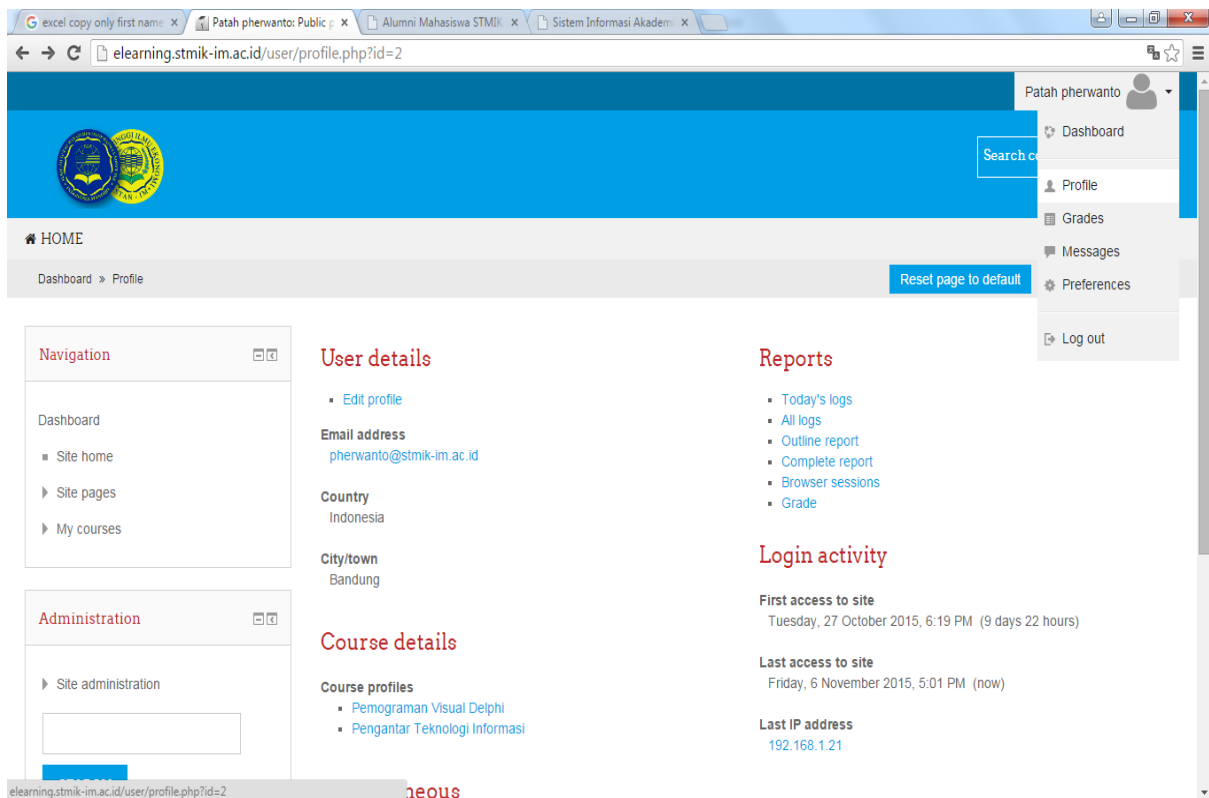 excel copy only first name
Patah pherwanto: Public p
Alumni Mahasiswa STMIK
Sistem Informasi Akademi
elearning.stmik-im.ac.id/user/profile.php?id=2
Patah pherwanto
Dashboard
Search
Profile
Grades
HOME
Messages
Dashboard » Profile
Reset page to default
Preferences
Log out
Navigation
Dashboard
Site home
Site pages
My courses
Administration
Site administration
User details
Edit profile
Email address
pherwanto@stmik-im.ac.id
Country
Indonesia
City/town
Bandung
Course details
Course profiles
Pemograman Visual Delphi
Pengantar Teknologi Informasi
Reports
Today's logs
All logs
Outline report
Complete report
Browser sessions
Grade
Login activity
First access to site
Tuesday, 27 October 2015, 6:19 PM (9 days 22 hours)
Last access to site
Friday, 6 November 2015, 5:01 PM (now)
Last IP address
192.168.1.21
elearning.stmik-im.ac.id/user/profile.php?id=2